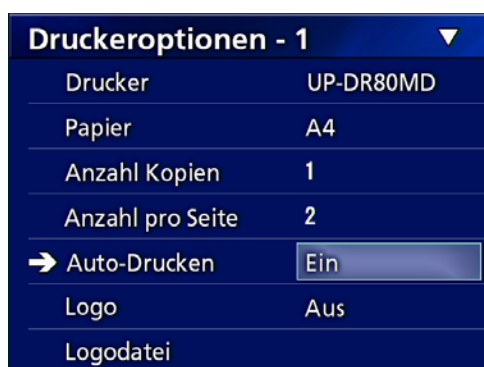 Druckeroptionen - 1
Drucker UP-DR80MD
Papier A4
Anzahl Kopien 1
Anzahl pro Seite 2
Auto-Drucken Ein
Logo Aus
Logodatei